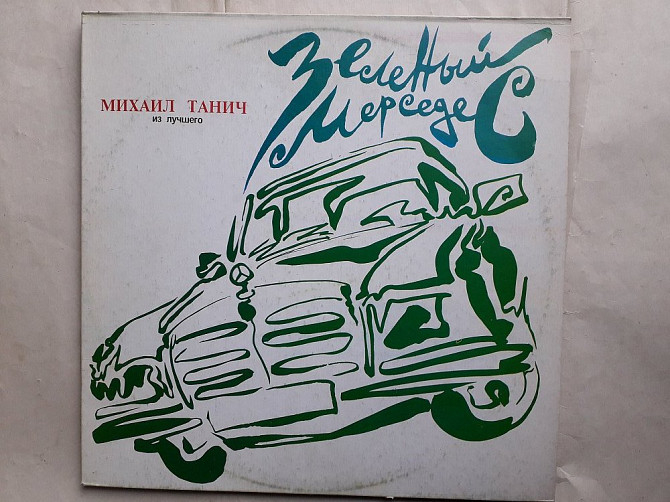 МИХАИЛ ТАНИЧ
из лучшего
Зеленый
Мерседес